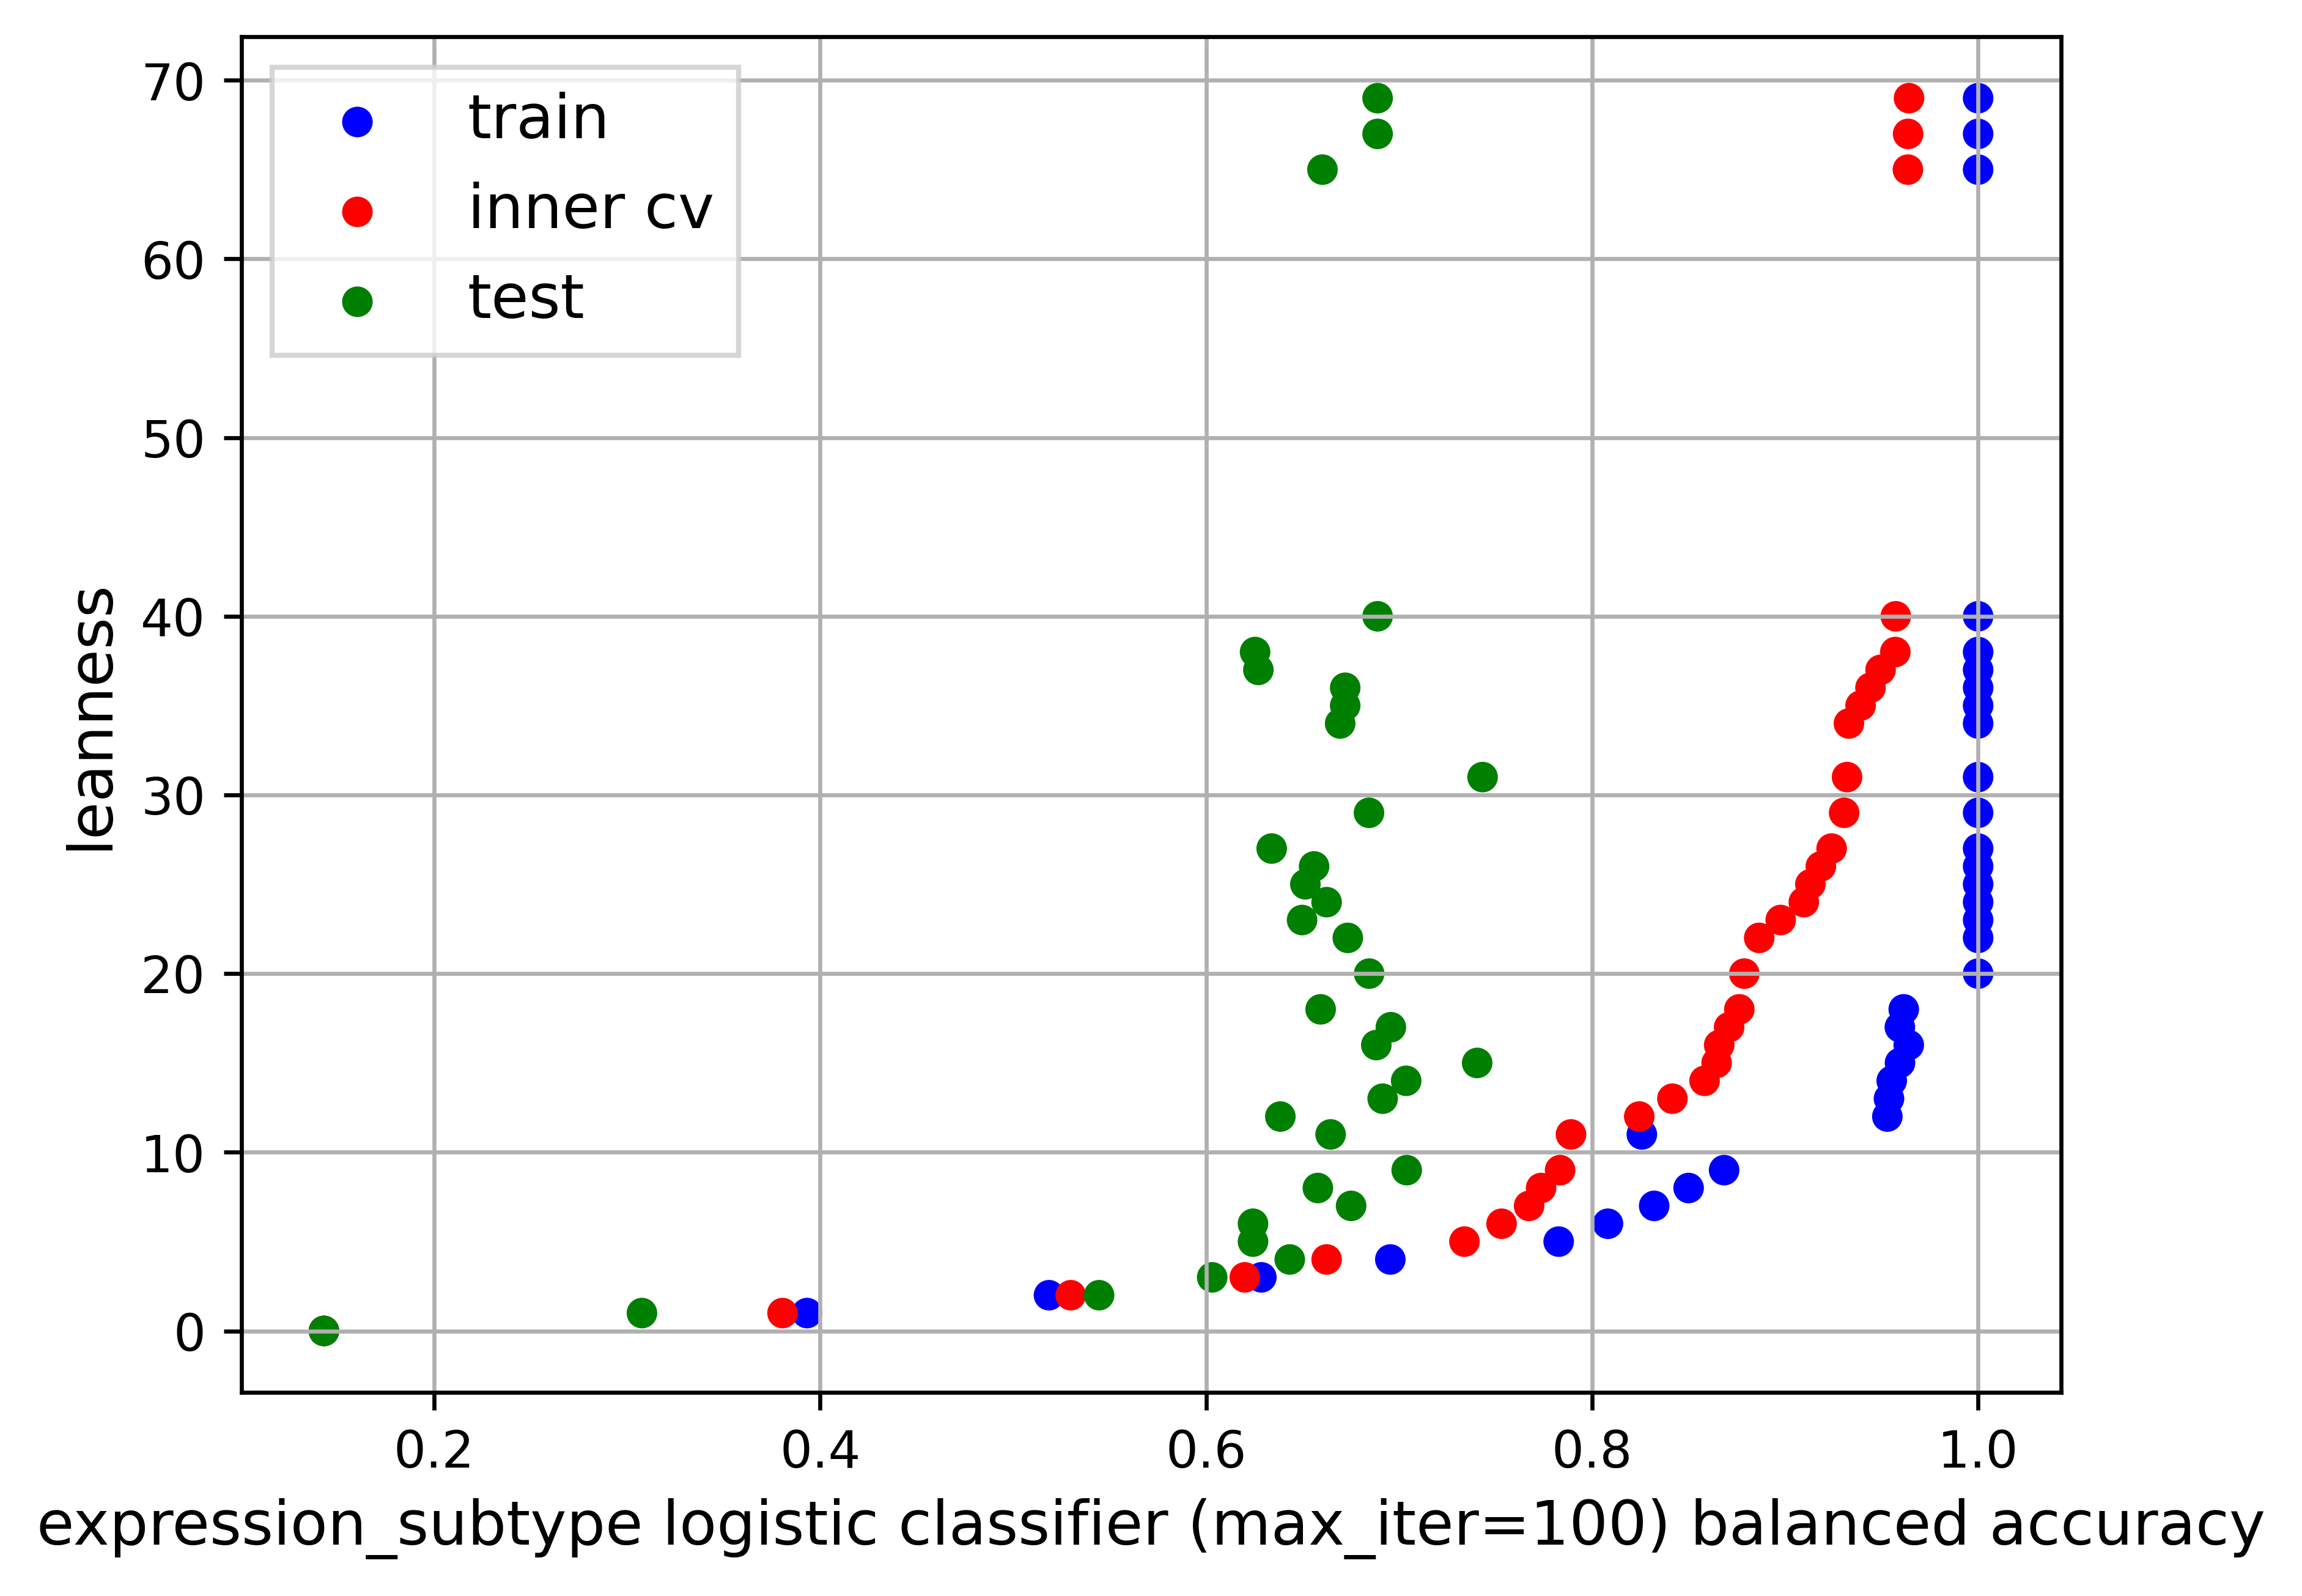 70
60
50
40
30
20
10
0
leanness
train
inner cv
test
0.2
0.4
0.6
0.8
1.0
expression_subtype logistic classifier (max_iter=100) balanced accuracy